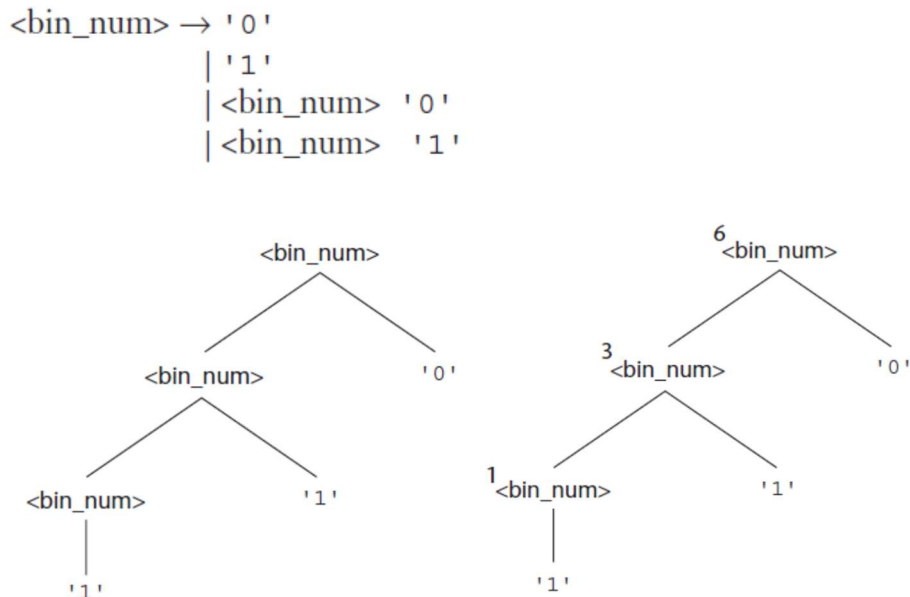 <bin_num> → '0'
| '1'
| <bin_num> '0'
| <bin_num> '1'
<bin_num>
<bin_num> '0'
<bin_num> '1'
'1'
6 <bin_num>
3 <bin_num> '0'
1 <bin_num> '1'
'1'